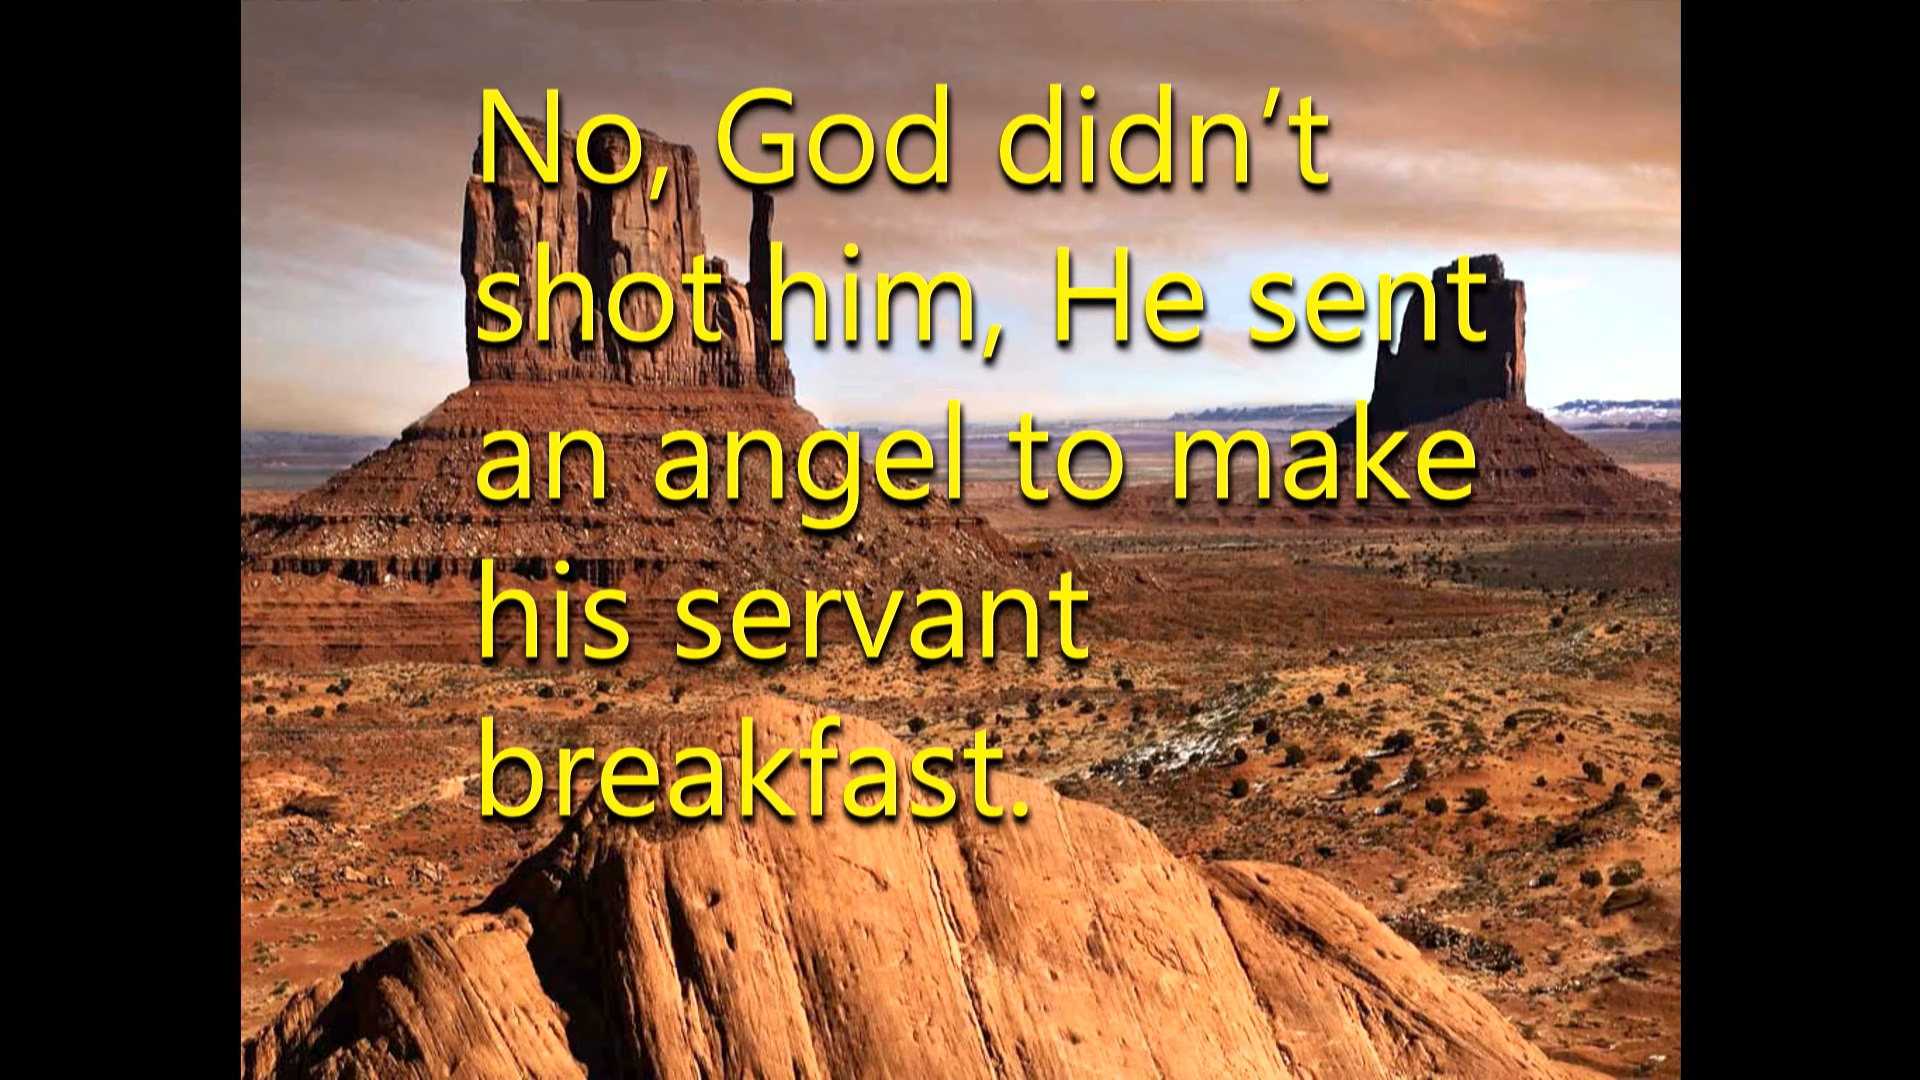 No, God didn’t
shot him, He sent
an angel to make
his servant
breakfast.